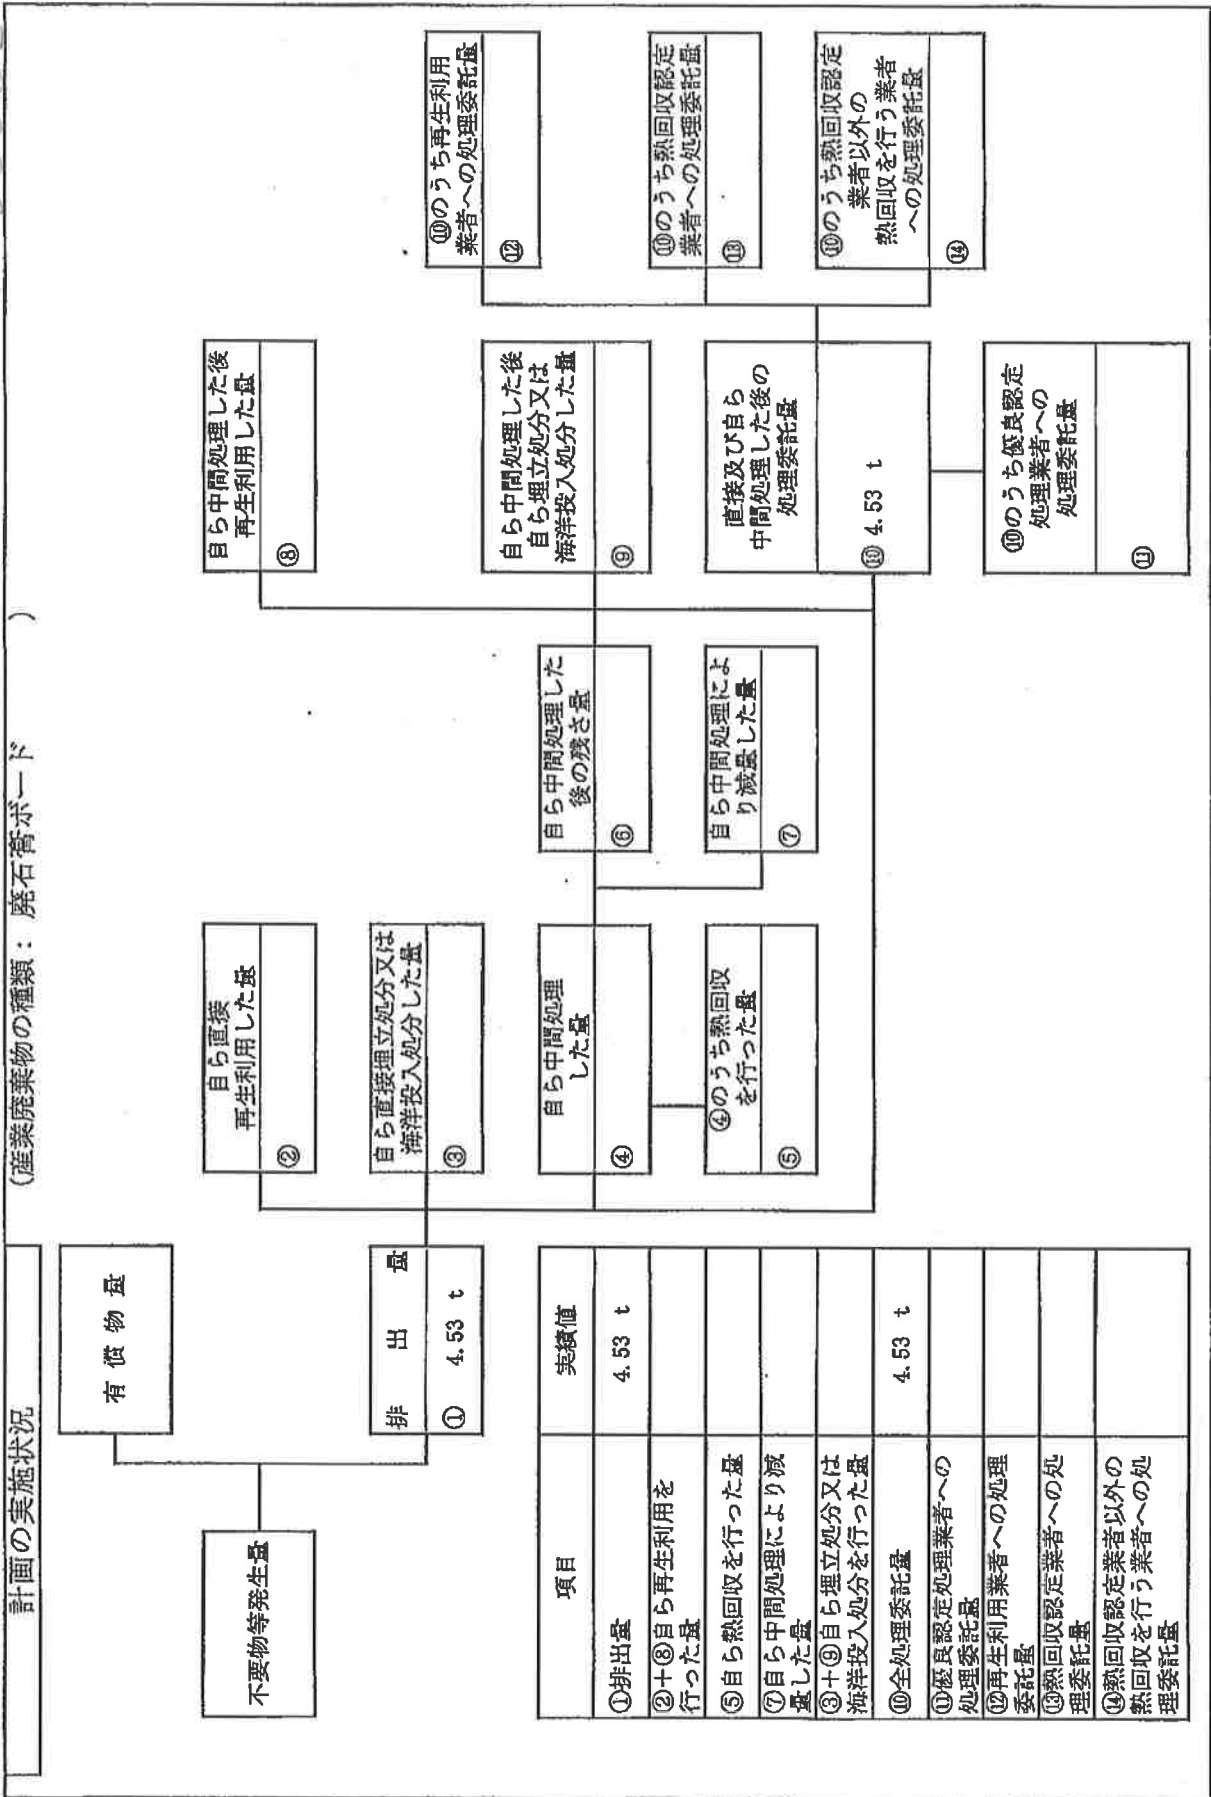 計画の実施状況
(産業廃棄物の種類： 廃石膏ボード )
不要物等発生量
有償物量
排出量
① 4.53 t
自ら直接
再生利用した量
②
自ら直接埋立処分又は
海洋投入処分した量
③
自ら中間処理
した量
④
④のうち熱回収
を行った量
⑤
自ら中間処理した
後の残さ量
⑥
自ら中間処理によ
り減量した量
⑦
自ら中間処理した後
再生利用した量
⑧
自ら中間処理した後
自ら埋立処分又は
海洋投入処分した量
⑨
直接及び自ら
中間処理した後の
処理委託量
⑩ 4.53 t
⑩のうち優良認定
処理業者への
処理委託量
⑪
⑩のうち再生利用
業者への処理委託量
⑫
⑩のうち熱回収認定
業者への処理委託量
⑬
⑩のうち熱回収認定
業者以外の
熱回収を行う業者
への処理委託量
⑭
項目 実績値
①排出量 4.53 t
②＋⑧自ら再生利用を
行った量
⑤自ら熱回収を行った量
⑦自ら中間処理により減
量した量
③＋⑨自ら埋立処分又は
海洋投入処分を行った量
⑩全処理委託量 4.53 t
⑪優良認定処理業者への
処理委託量
⑫再生利用業者への処理
委託量
⑬熱回収認定業者への処
理委託量
⑭熱回収認定業者以外の
熱回収を行う業者への処
理委託量